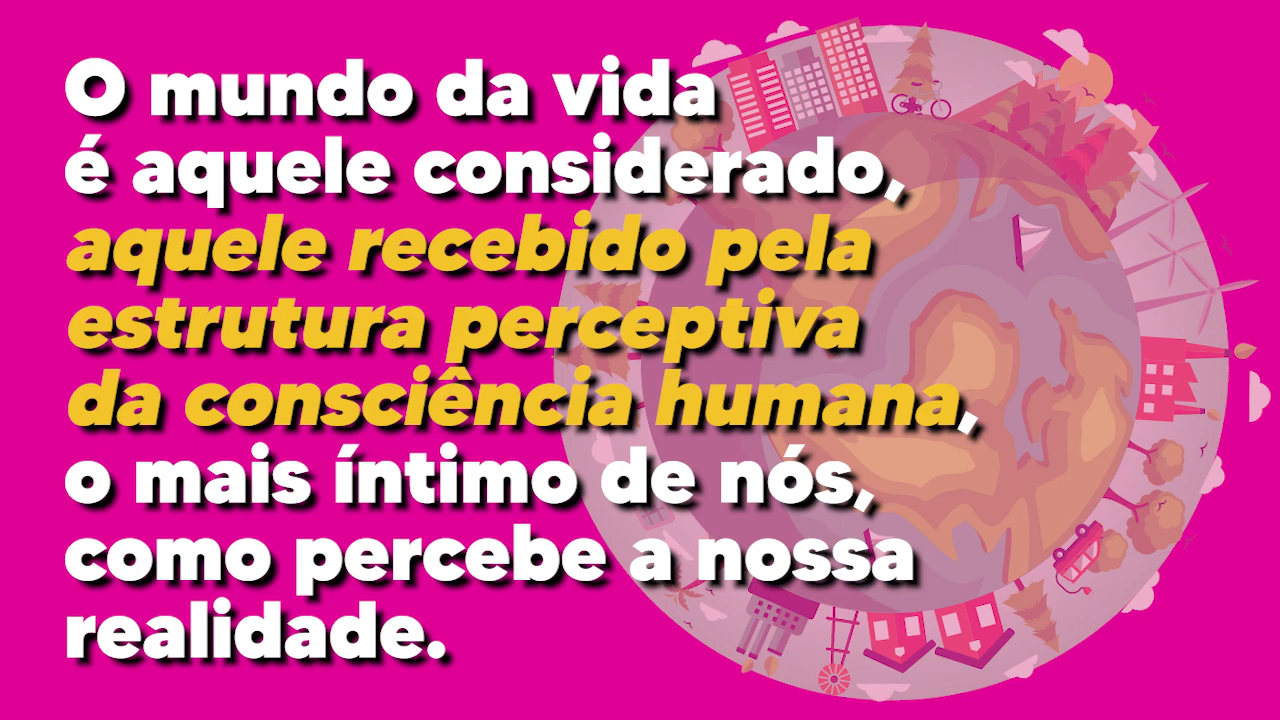 O mundo da vida
é aquele considerado,
aquele recebido pela
estrutura perceptiva
da consciência humana,
o mais íntimo de nós,
como percebe a nossa
realidade.